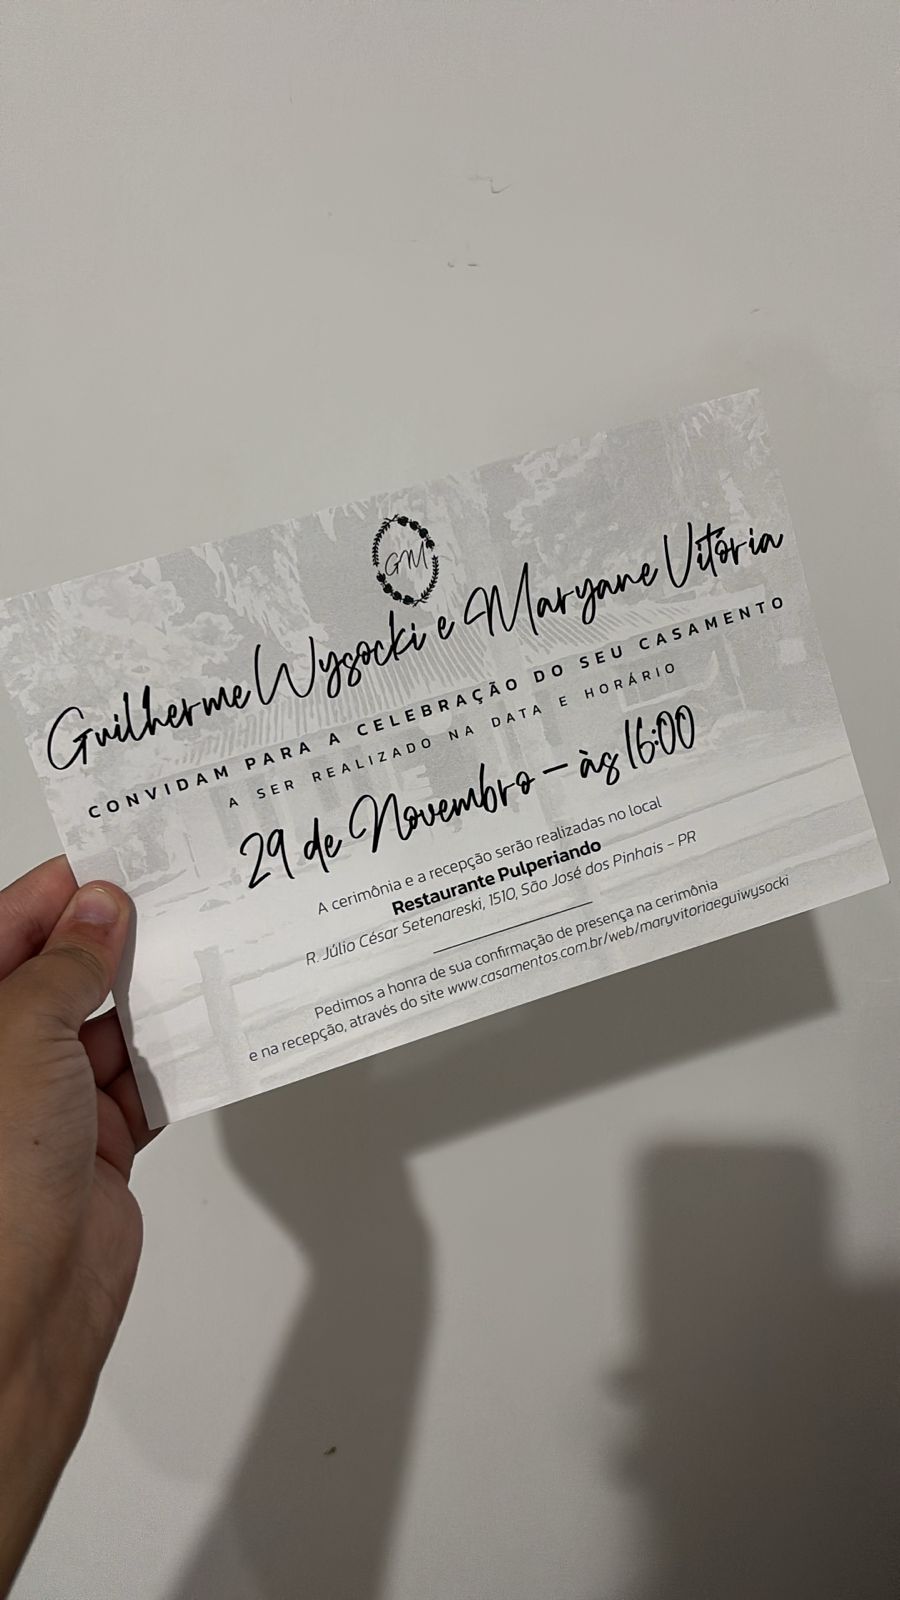 GM
Guilherme Wysocki e Maryane Vitória
CONVIDAM PARA A CELEBRAÇÃO DO SEU CASAMENTO
A SER REALIZADO NA DATA E HORÁRIO
29 de Novembro – às 16:00
A cerimônia e a recepção serão realizadas no local
Restaurante Pulperiando
R. Júlio César Setenareski, 1510, São José dos Pinhais - PR
Pedimos a honra de sua confirmação de presença na cerimônia
e na recepção, através do site www.casamentos.com.br/web/maryvitoriaeguiwysocki